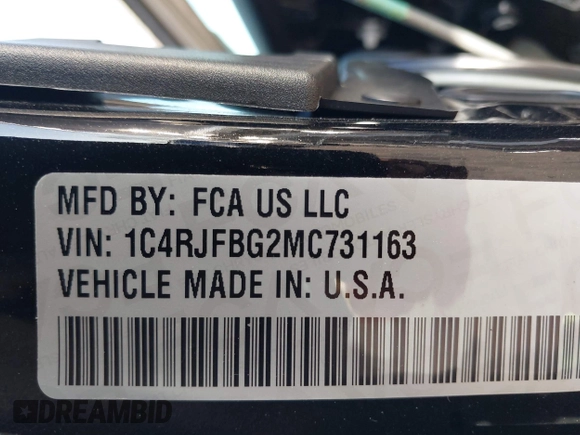 MFD BY: FCA US LLC
VIN: 1C4RJFBG2MC731163
VEHICLE MADE IN: U.S.A.
DREAMBID